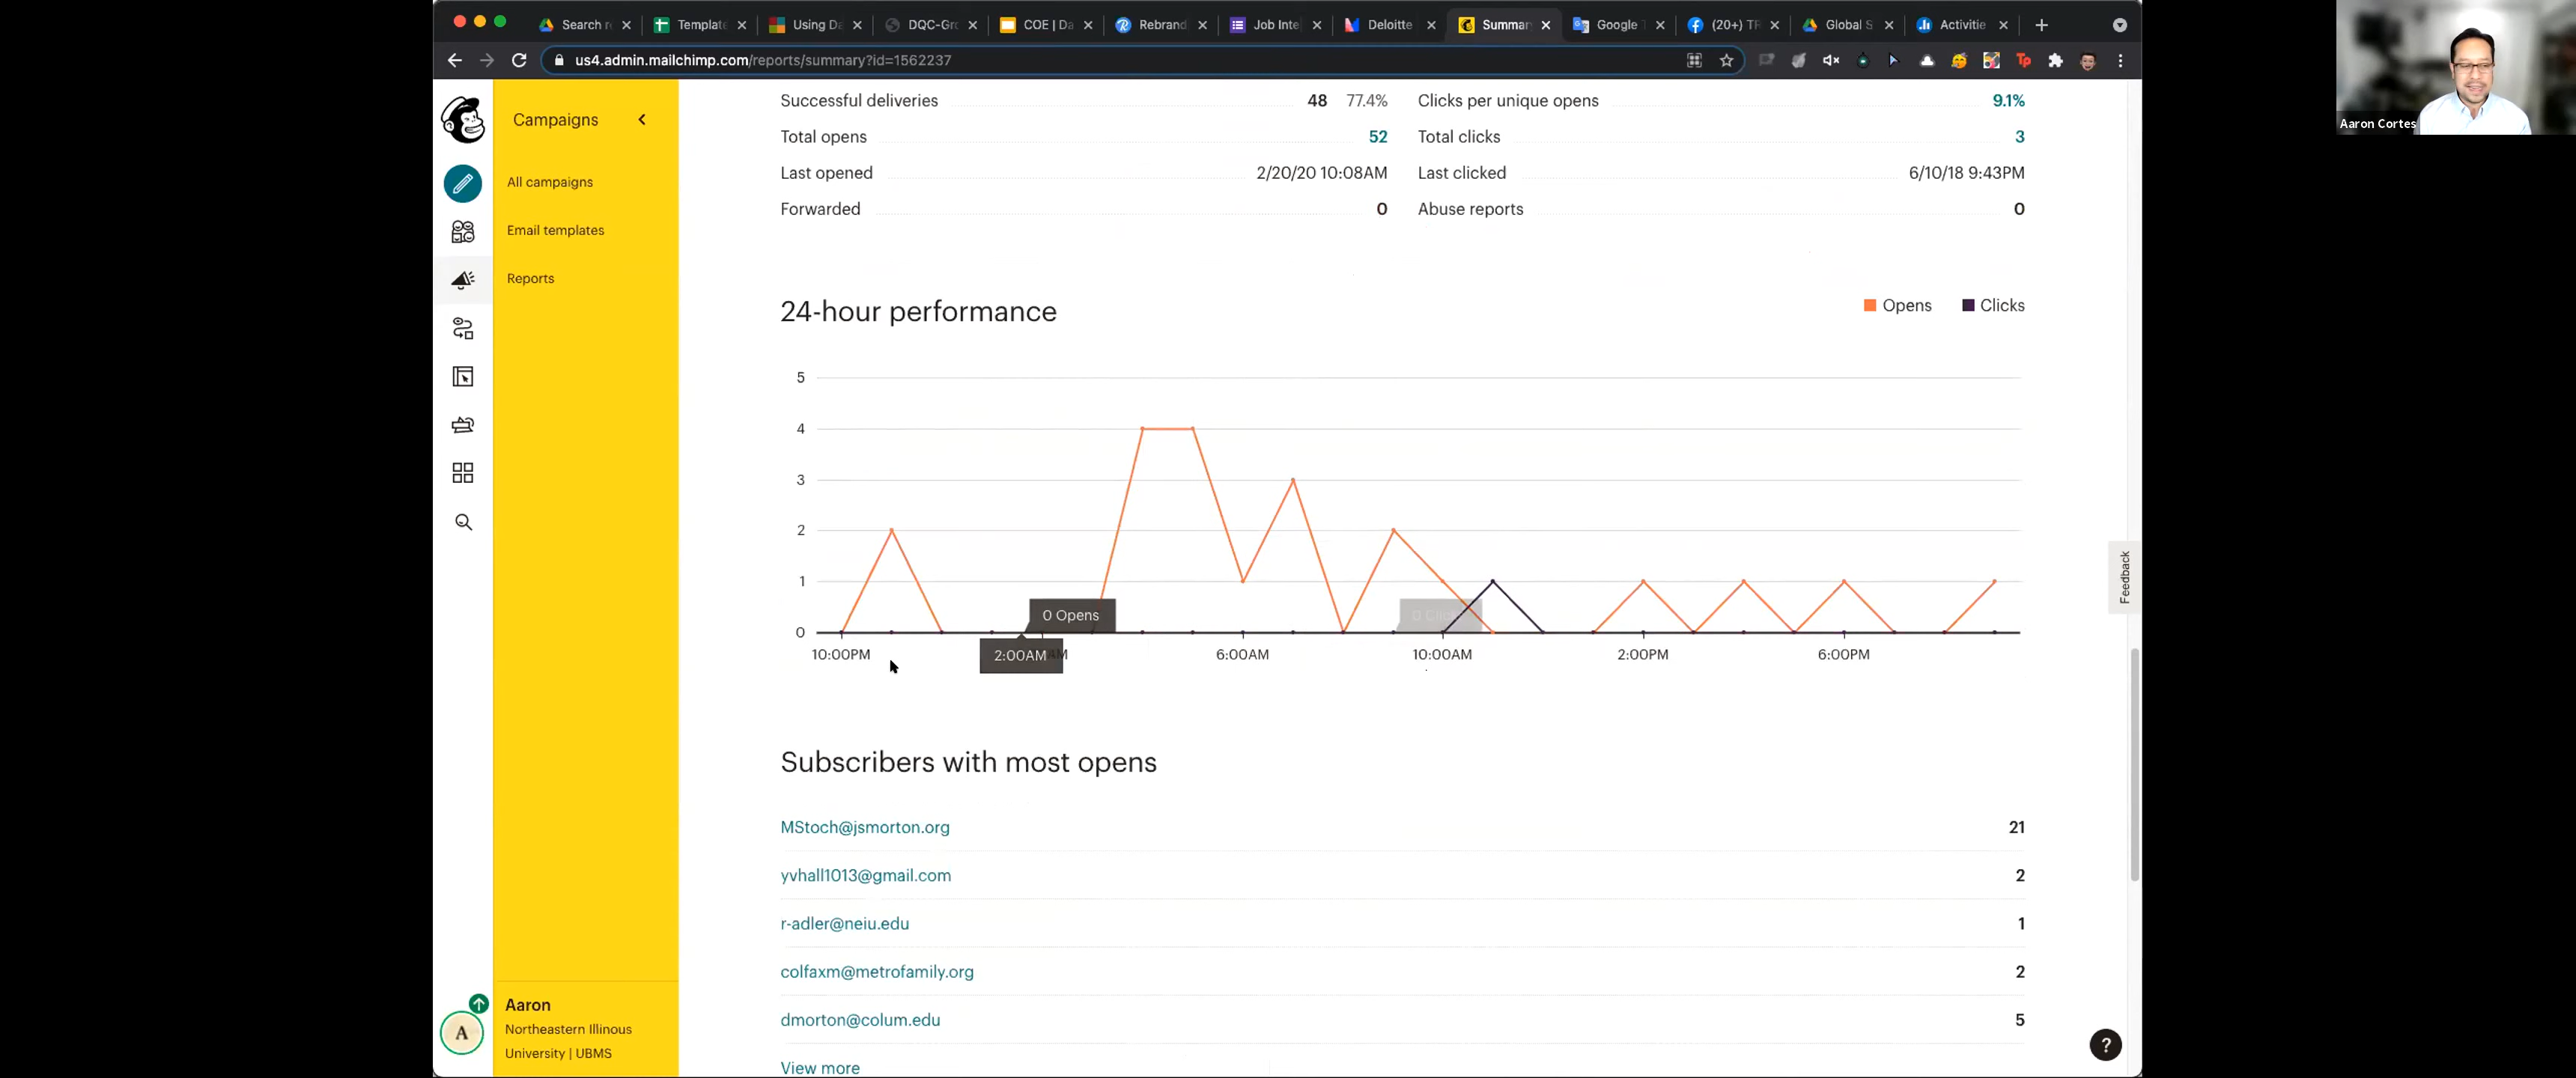 Search r
Template
Using Da
DQC-Gro
COE | Da
Rebrand
Job Inte
Deloitte
Summar
Google T
(20+) TR
Global S
Activitie
us4.admin.mailchimp.com/reports/summary?id=1562237
Aaron Cortes
Campaigns
All campaigns
Email templates
Reports
Successful deliveries 48 77.4% Clicks per unique opens 9.1%
Total opens 52 Total clicks 3
Last opened 2/20/20 10:08AM Last clicked 6/10/18 9:43PM
Forwarded 0 Abuse reports 0
24-hour performance
Opens Clicks
5
4
3
2
1
0
0 Opens
10:00PM 2:00AM 6:00AM 10:00AM 2:00PM 6:00PM
Feedback
Subscribers with most opens
MStoch@jsmorton.org 21
yvhall1013@gmail.com 2
r-adler@neiu.edu 1
colfaxm@metrofamily.org 2
dmorton@colum.edu 5
View more
A
Aaron
Northeastern Illinous
University | UBMS
?